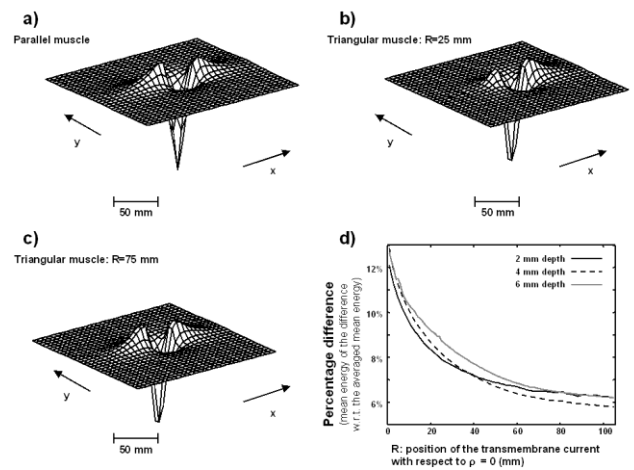 a)
Parallel muscle
y
x
50 mm
b)
Triangular muscle: R=25 mm
y
x
50 mm
c)
Triangular muscle: R=75 mm
y
x
50 mm
d)
Percentage difference
(mean energy of the difference
w.r.t. the averaged mean energy)
12%
10%
8%
6%
2 mm depth
4 mm depth
6 mm depth
0
20
40
60
80
100
R: position of the transmembrane current
with respect to ρ = 0 (mm)